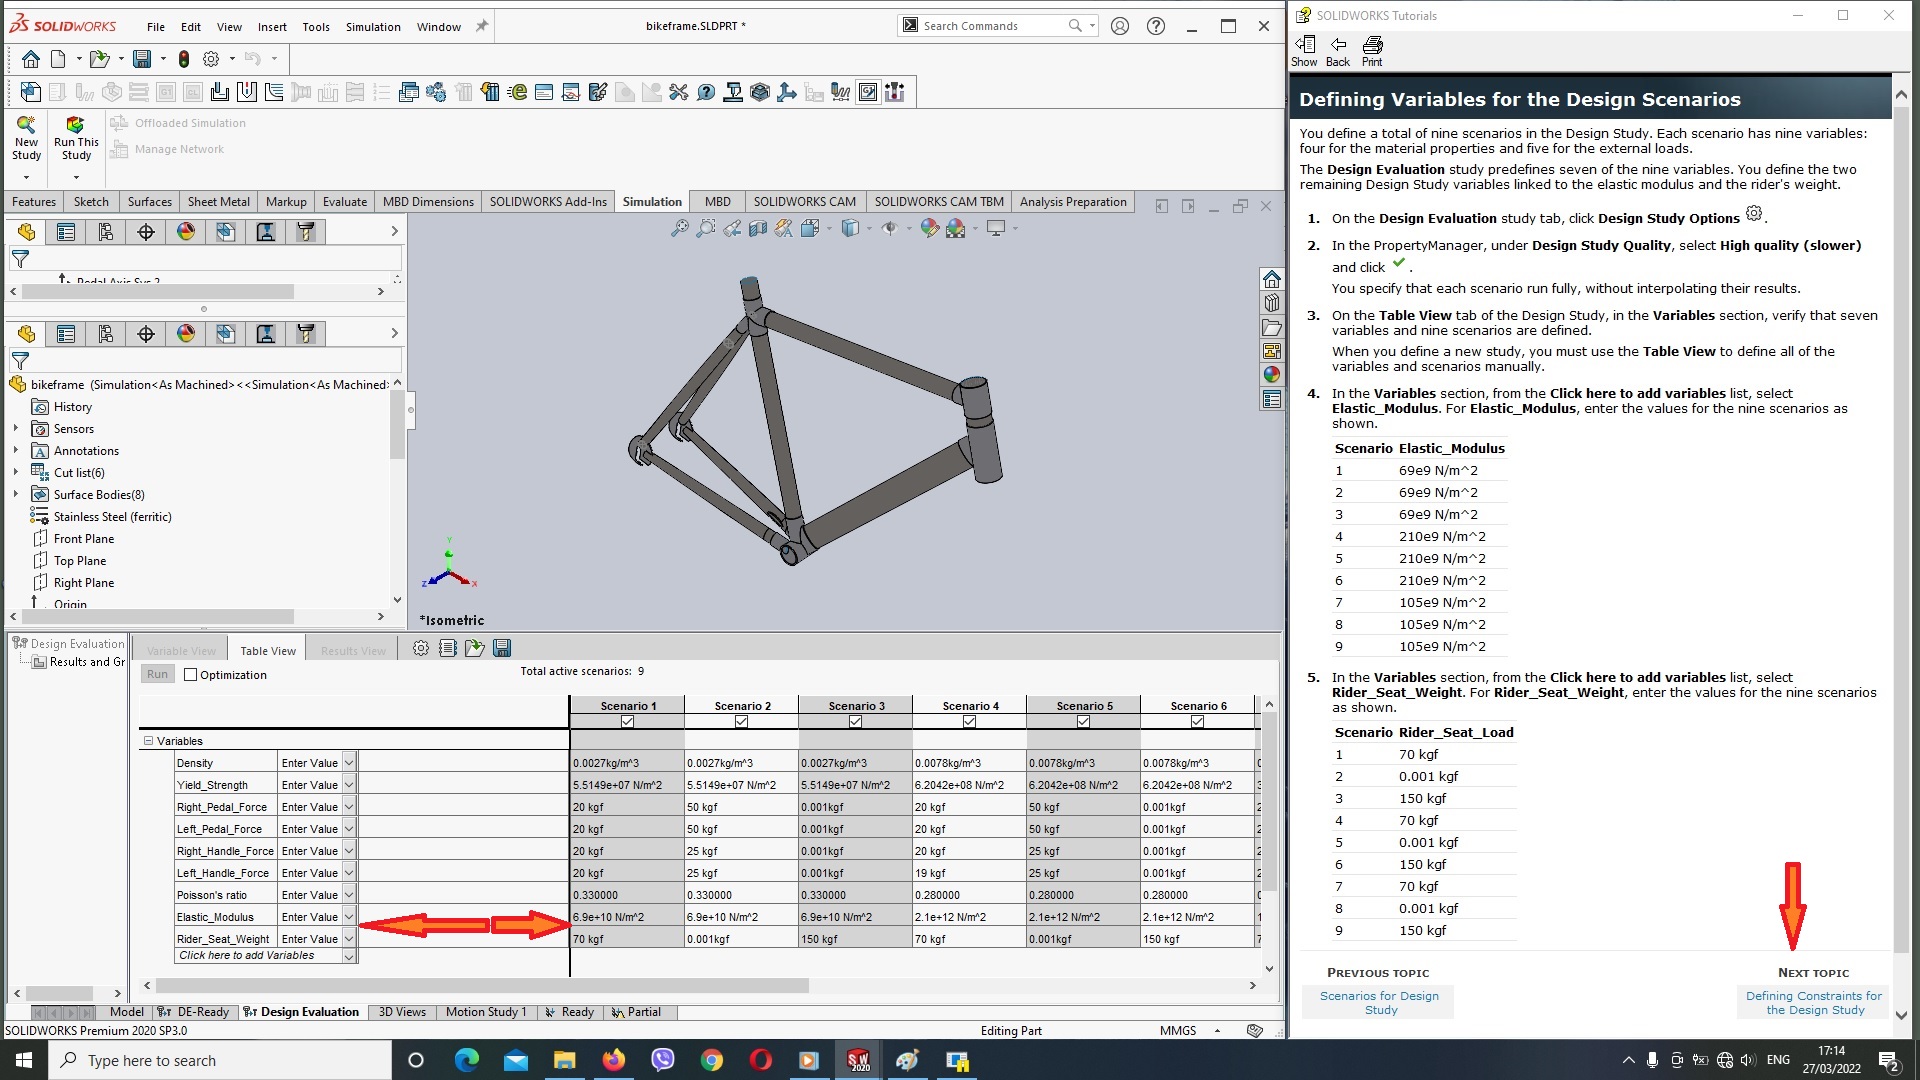 SOLIDWORKS File Edit View Insert Tools Simulation Window bikeframe.SLDPRT * Search Commands
New Study
Run This Study
Offloaded Simulation
Manage Network
Features Sketch Surfaces Sheet Metal Markup Evaluate MBD Dimensions SOLIDWORKS Add-Ins Simulation MBD SOLIDWORKS CAM SOLIDWORKS CAM TBM Analysis Preparation
Pedal Axis Sys 2
bikeframe (Simulation<As Machined><<Simulation<As Machined>
History
Sensors
Annotations
Cut list(6)
Surface Bodies(8)
Stainless Steel (ferritic)
Front Plane
Top Plane
Right Plane
Origin
Y
Z
X
*Isometric
Design Evaluation
Results and Gr
Variable View Table View Results View
Run Optimization Total active scenarios: 9
Scenario 1 Scenario 2 Scenario 3 Scenario 4 Scenario 5 Scenario 6
Variables
Density Enter Value 0.0027kg/m^3 0.0027kg/m^3 0.0027kg/m^3 0.0078kg/m^3 0.0078kg/m^3 0.0078kg/m^3
Yield_Strength Enter Value 5.5149e+07 N/m^2 5.5149e+07 N/m^2 5.5149e+07 N/m^2 6.2042e+08 N/m^2 6.2042e+08 N/m^2 6.2042e+08 N/m^2
Right_Pedal_Force Enter Value 20 kgf 50 kgf 0.001kgf 20 kgf 50 kgf 0.001kgf
Left_Pedal_Force Enter Value 20 kgf 50 kgf 0.001kgf 20 kgf 50 kgf 0.001kgf
Right_Handle_Force Enter Value 20 kgf 25 kgf 0.001kgf 20 kgf 25 kgf 0.001kgf
Left_Handle_Force Enter Value 20 kgf 25 kgf 0.001kgf 19 kgf 25 kgf 0.001kgf
Poisson's ratio Enter Value 0.330000 0.330000 0.330000 0.280000 0.280000 0.280000
Elastic_Modulus Enter Value 6.9e+10 N/m^2 6.9e+10 N/m^2 6.9e+10 N/m^2 2.1e+12 N/m^2 2.1e+12 N/m^2 2.1e+12 N/m^2
Rider_Seat_Weight Enter Value 70 kgf 0.001kgf 150 kgf 70 kgf 0.001kgf 150 kgf
Click here to add Variables
Model DE-Ready Design Evaluation 3D Views Motion Study 1 Ready Partial
SOLIDWORKS Premium 2020 SP3.0 Editing Part MMGS
SOLIDWORKS Tutorials
Show Back Print
Defining Variables for the Design Scenarios
You define a total of nine scenarios in the Design Study. Each scenario has nine variables:
four for the material properties and five for the external loads.
The Design Evaluation study predefines seven of the nine variables. You define the two
remaining Design Study variables linked to the elastic modulus and the rider's weight.
1. On the Design Evaluation study tab, click Design Study Options .
2. In the PropertyManager, under Design Study Quality, select High quality (slower)
and click .
You specify that each scenario run fully, without interpolating their results.
3. On the Table View tab of the Design Study, in the Variables section, verify that seven
variables and nine scenarios are defined.
When you define a new study, you must use the Table View to define all of the
variables and scenarios manually.
4. In the Variables section, from the Click here to add variables list, select
Elastic_Modulus. For Elastic_Modulus, enter the values for the nine scenarios as
shown.
Scenario Elastic_Modulus
1 69e9 N/m^2
2 69e9 N/m^2
3 69e9 N/m^2
4 210e9 N/m^2
5 210e9 N/m^2
6 210e9 N/m^2
7 105e9 N/m^2
8 105e9 N/m^2
9 105e9 N/m^2
5. In the Variables section, from the Click here to add variables list, select
Rider_Seat_Weight. For Rider_Seat_Weight, enter the values for the nine scenarios
as shown.
Scenario Rider_Seat_Load
1 70 kgf
2 0.001 kgf
3 150 kgf
4 70 kgf
5 0.001 kgf
6 150 kgf
7 70 kgf
8 0.001 kgf
9 150 kgf
PREVIOUS TOPIC
Scenarios for Design
Study
NEXT TOPIC
Defining Constraints for
the Design Study
Type here to search
SW 2020
ENG
17:14
27/03/2022
2